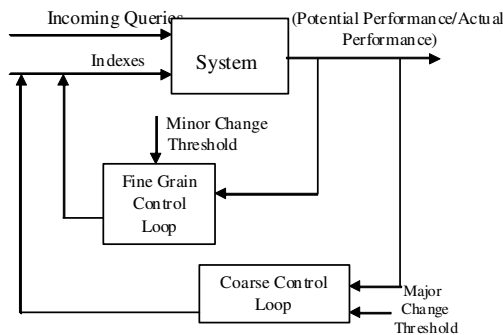 Incoming Queries
(Potential Performance/Actual
Performance)
Indexes
System
Minor Change
Threshold
Fine Grain
Control
Loop
Coarse Control
Loop
Major
Change
Threshold